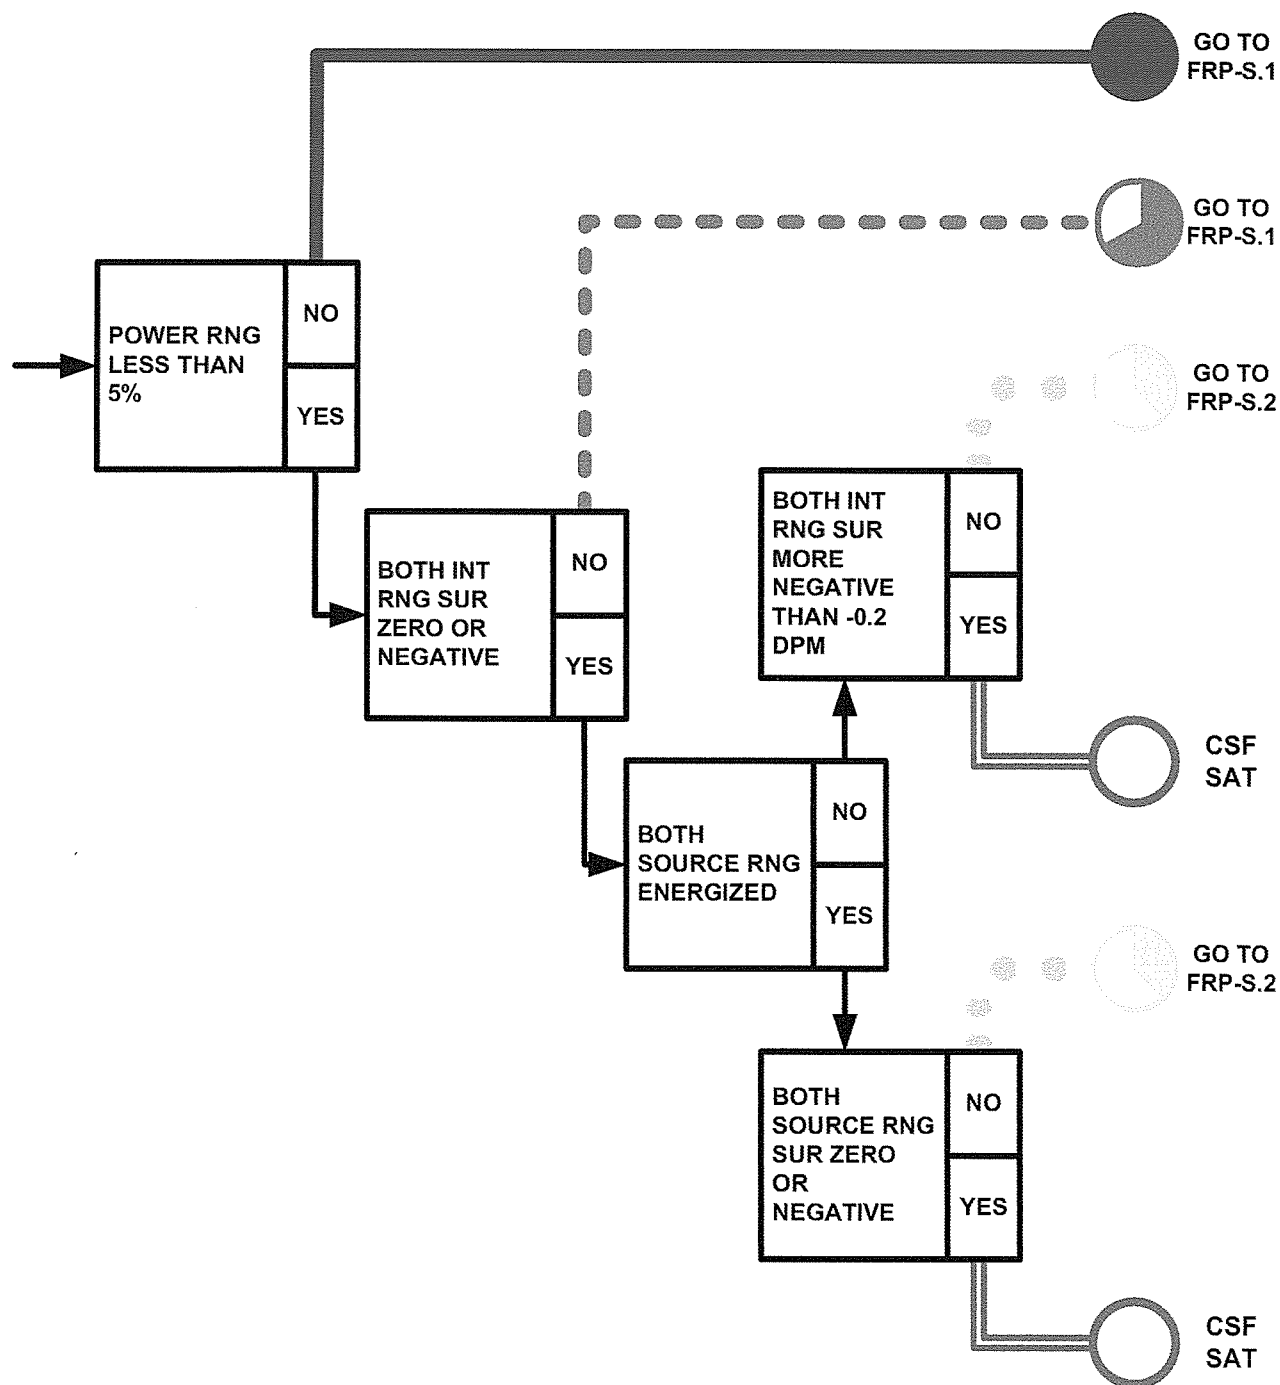 GO TO
FRP-S.1
GO TO
FRP-S.1
POWER RNG
LESS THAN
5%
NO
YES
GO TO
FRP-S.2
BOTH INT
RNG SUR
ZERO OR
NEGATIVE
NO
YES
BOTH INT
RNG SUR
MORE
NEGATIVE
THAN -0.2
DPM
NO
YES
CSF
SAT
BOTH
SOURCE RNG
ENERGIZED
NO
YES
GO TO
FRP-S.2
BOTH
SOURCE RNG
SUR ZERO
OR
NEGATIVE
NO
YES
CSF
SAT